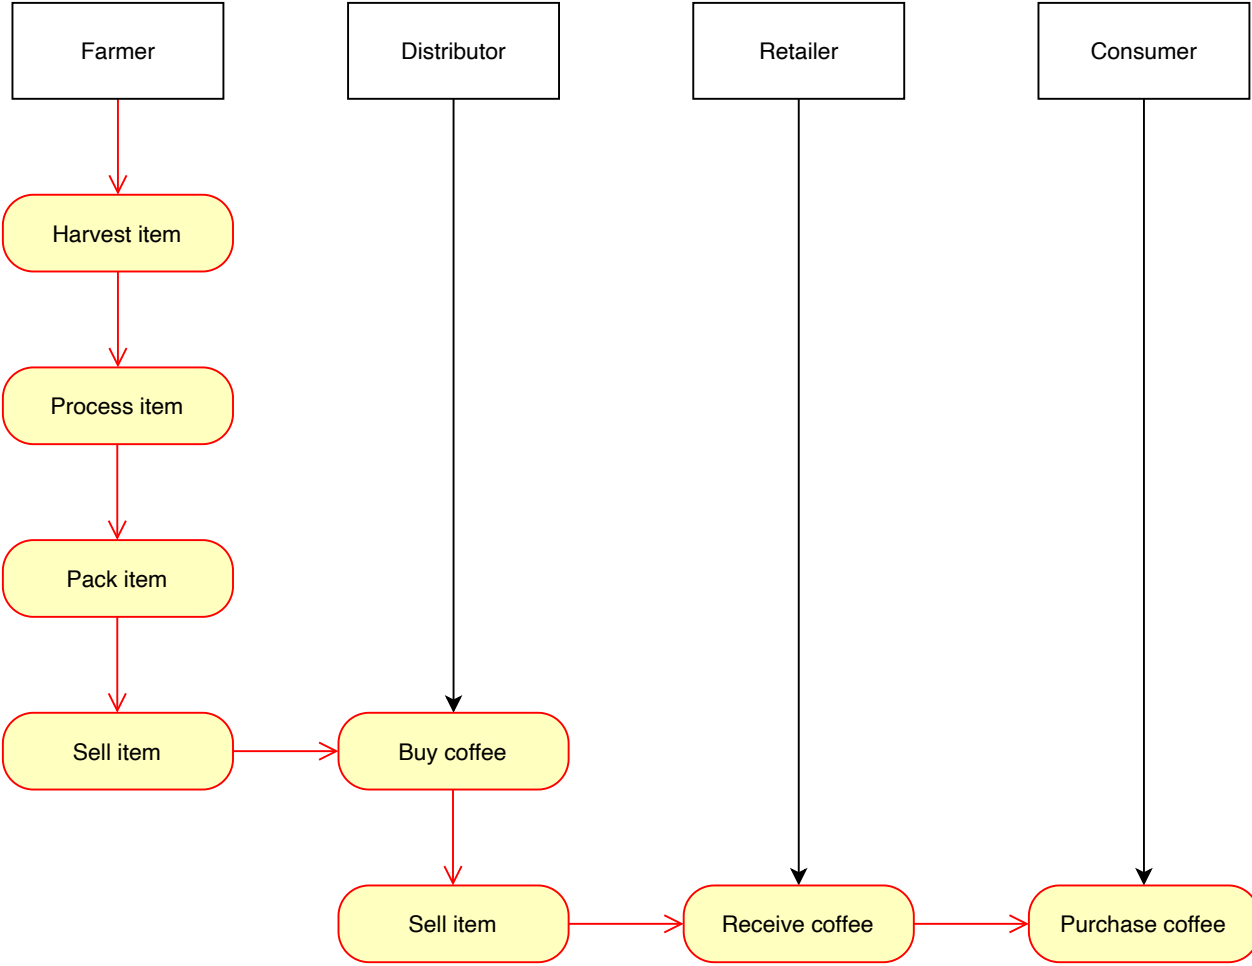 Farmer
Distributor
Retailer
Consumer
Harvest item
Process item
Pack item
Sell item
Buy coffee
Sell item
Receive coffee
Purchase coffee